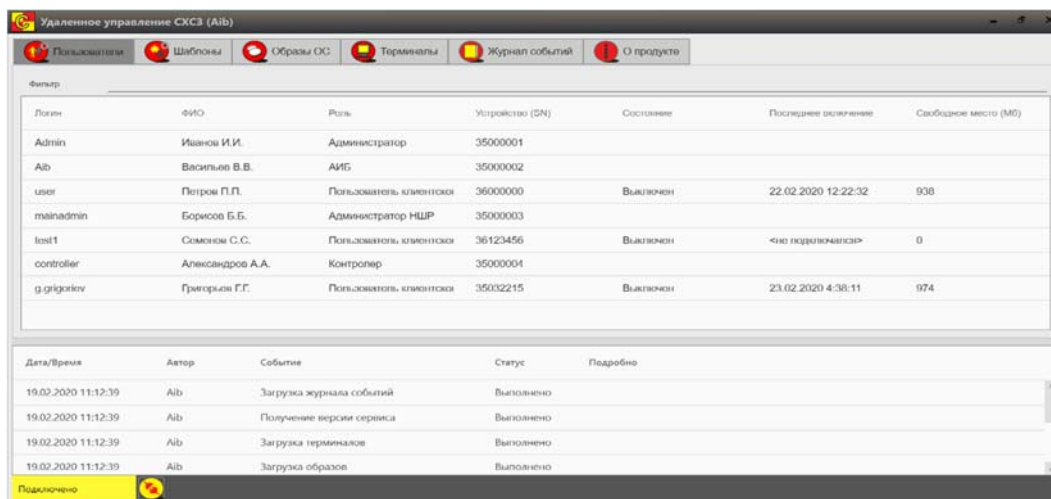 Удаленное управление СХСЗ (Aib)
Пользователи Шаблоны Образы ОС Терминалы Журнал событий О продукте
Фильтр
Логин ФИО Роль Устройство (SN) Состояние Последнее включение Свободное место (Мб)
Admin Иванов И.И. Администратор 35000001
Aib Васильев В.В. АИБ 35000002
user Петров П.П. Пользователь клиентског 36000000 Выключен 22.02.2020 12:22:32 938
mainadmin Борисов Б.Б. Администратор НШР 35000003
test1 Семенов С.С. Пользователь клиентског 36123456 Выключен <не подключался> 0
controller Александров А.А. Контролер 35000004
g.grigoriev Григорьев Г.Г. Пользователь клиентског 35032215 Выключен 23.02.2020 4:38:11 974
Дата/Время Автор Событие Статус Подробно
19.02.2020 11:12:39 Aib Загрузка журнала событий Выполнено
19.02.2020 11:12:39 Aib Получение версии сервиса Выполнено
19.02.2020 11:12:39 Aib Загрузка терминалов Выполнено
19.02.2020 11:12:39 Aib Загрузка образов Выполнено
Подключено